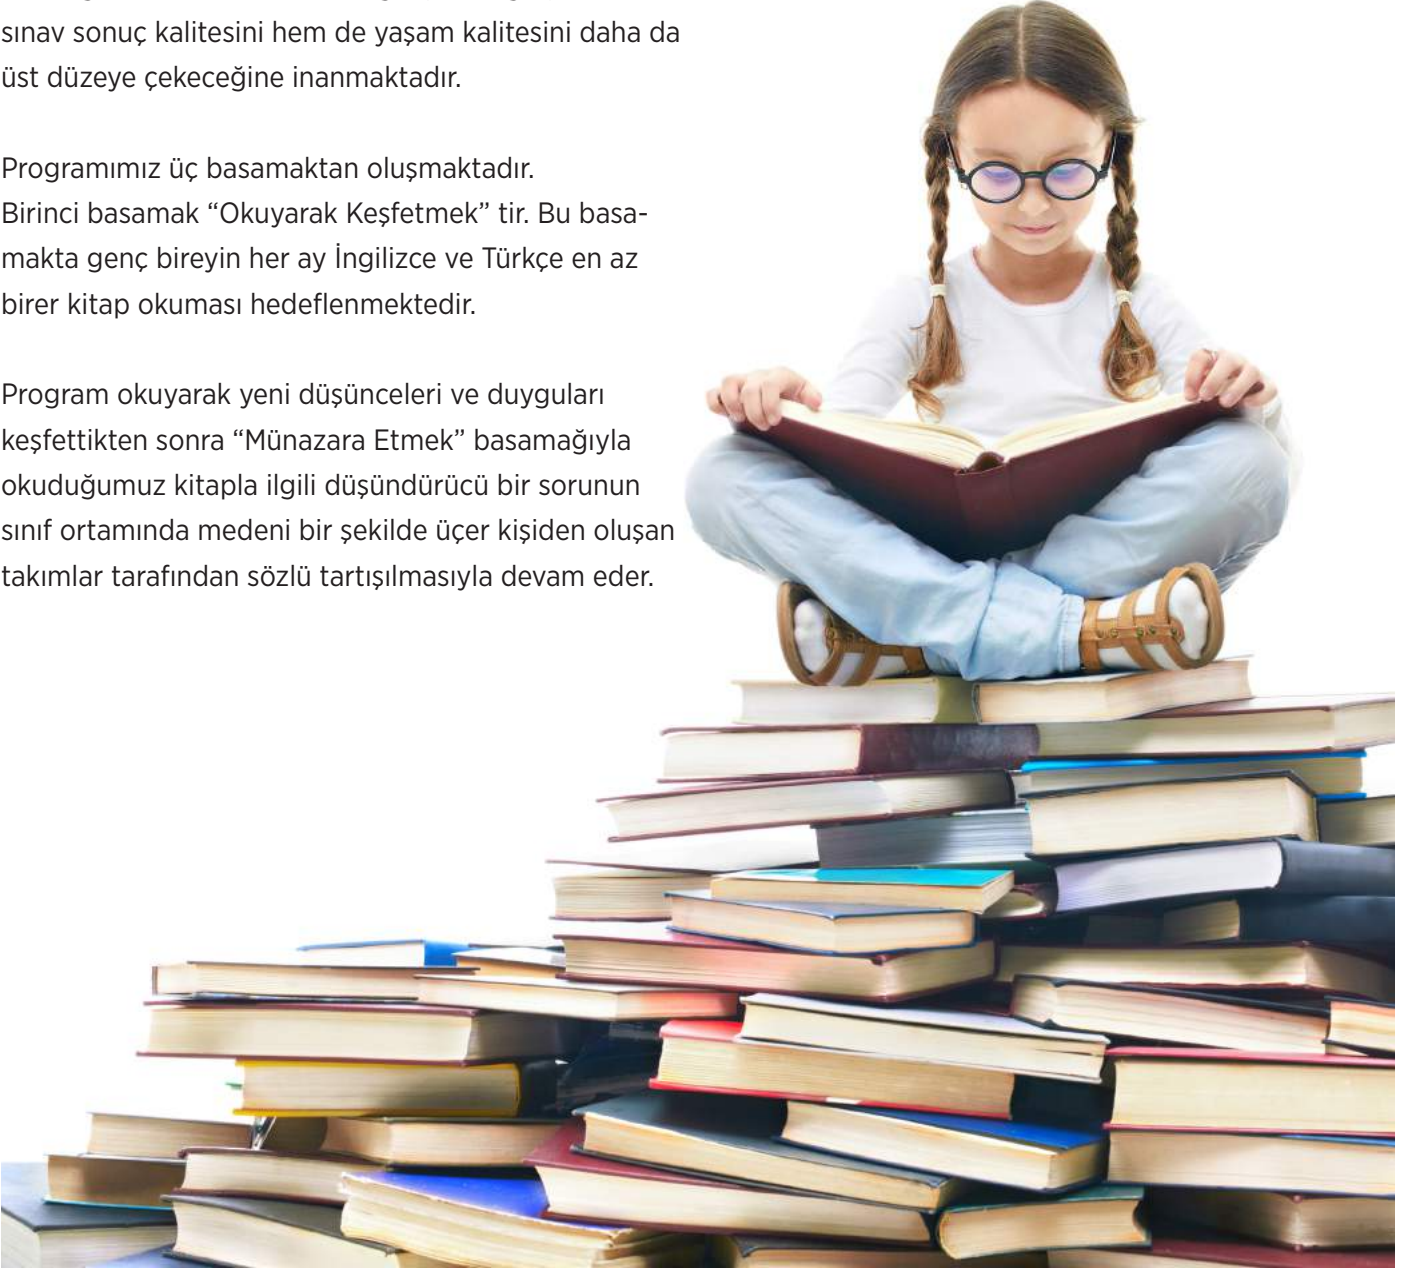 sınav sonuç kalitesini hem de yaşam kalitesini daha da
üst düzeye çekeceğine inanmaktadır.
Programımız üç basamaktan oluşmaktadır.
Birinci basamak “Okuyarak Keşfetmek” tir. Bu basa-
makta genç bireyin her ay İngilizce ve Türkçe en az
birer kitap okuması hedeflenmektedir.
Program okuyarak yeni düşünceleri ve duyguları
keşfettikten sonra “Münazara Etmek” basamağıyla
okuduğumuz kitapla ilgili düşündürücü bir sorunun
sınıf ortamında medeni bir şekilde üçer kişiden oluşan
takımlar tarafından sözlü tartışılmasıyla devam eder.